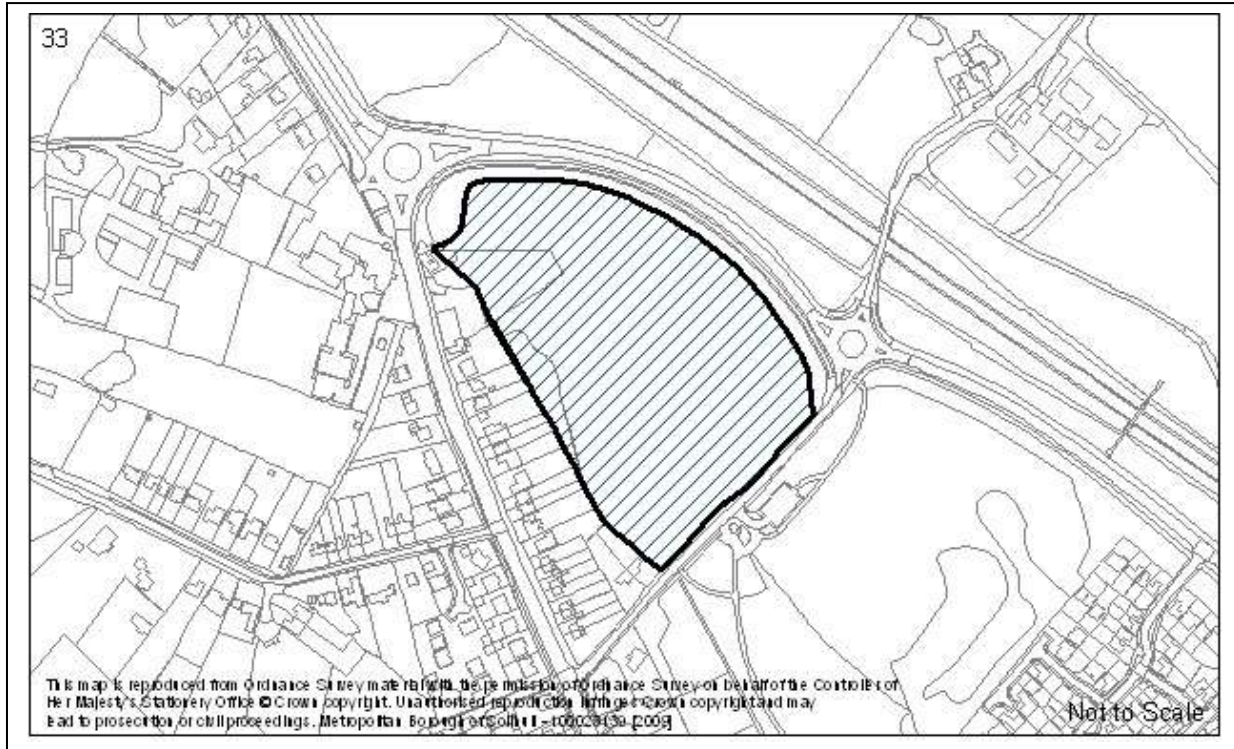 33
This map is reproduced from Ordnance Survey material with the permission of Ordnance Survey on behalf of the Controller of
Her Majesty's Stationery Office © Crown copyright. Unauthorised reproduction infringes Crown copyright and may
lead to prosecution or civil proceedings. Metropolitan Borough of Solihull - [2009]
Not to Scale